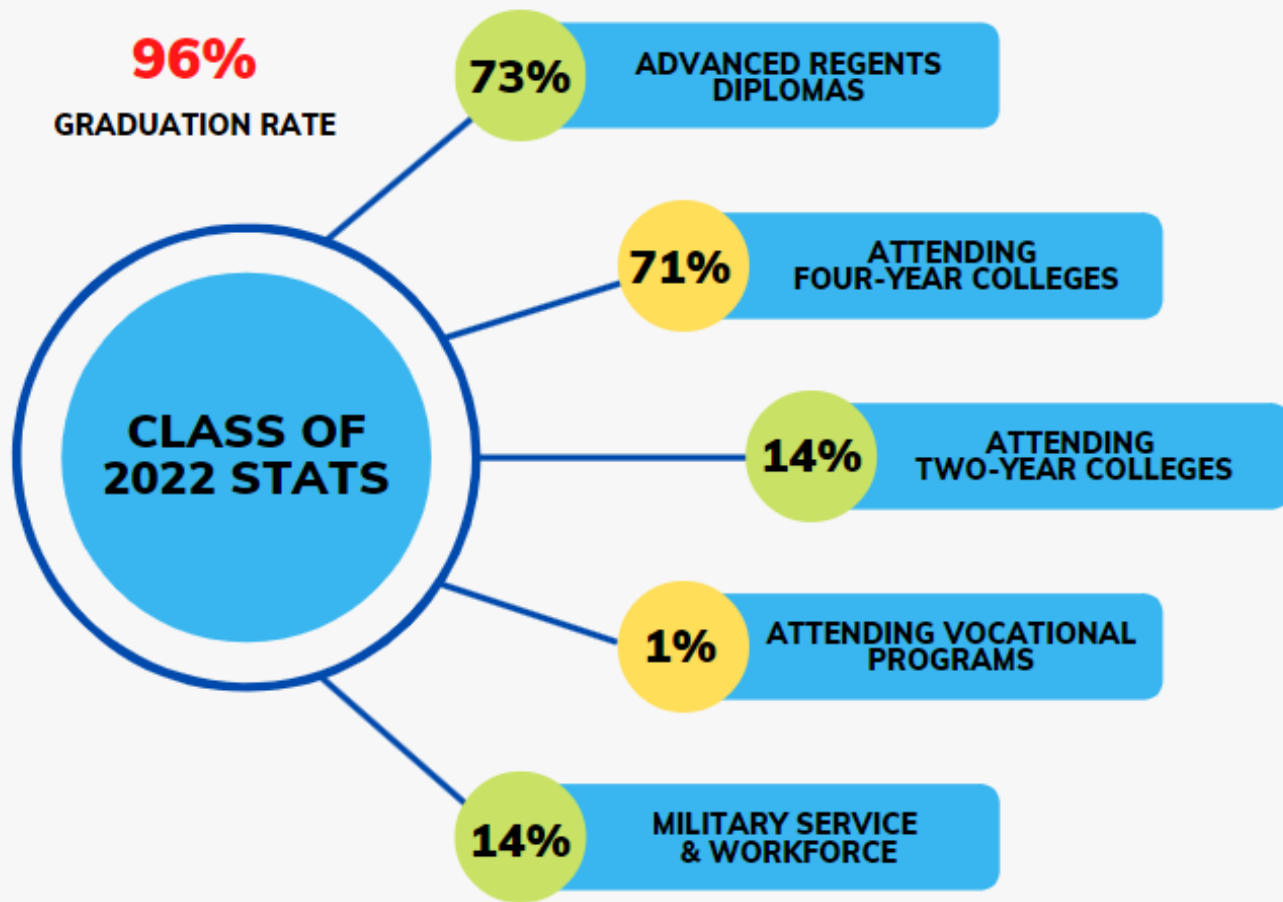 96%
GRADUATION RATE
73%
ADVANCED REGENTS
DIPLOMAS
71%
ATTENDING
FOUR-YEAR COLLEGES
CLASS OF
2022 STATS
14%
ATTENDING
TWO-YEAR COLLEGES
1%
ATTENDING VOCATIONAL
PROGRAMS
14%
MILITARY SERVICE
& WORKFORCE